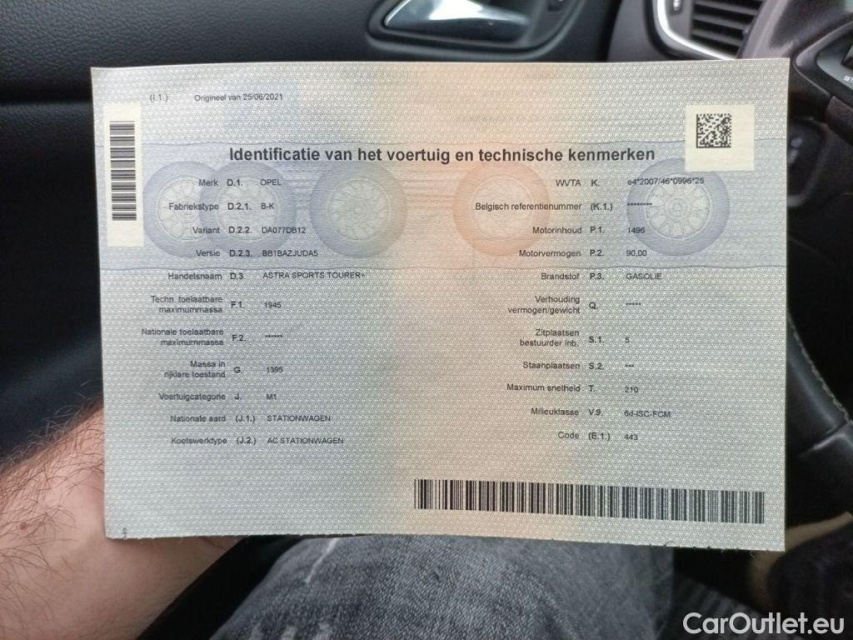 (I.1.) Origineel van 25/06/2021
Identificatie van het voertuig en technische kenmerken
Merk D.1. OPEL
Fabriekstype D.2.1. B-K
Variant D.2.2. DA077DB12
Versie D.2.3. BB1BAZJUDA5
Handelsnaam D.3. ASTRA SPORTS TOURER+
Techn. toelaatbare
maximummassa F.1. 1945
Nationale toelaatbare
maximummassa F.2. ******
Massa in
rijklare toestand G. 1395
Voertuigcategorie J. M1
Nationale aard (J.1.) STATIONWAGEN
Koetswerktype (J.2.) AC STATIONWAGEN
WVTA K. e4*2007/46*0996*25
Belgisch referentienummer (K.1.) ********
Motorinhoud P.1. 1496
Motorvermogen P.2. 90,00
Brandstof P.3. GASOLIE
Verhouding
vermogen/gewicht Q. *****
Zitplaatsen
bestuurder inb. S.1. 5
Staanplaatsen S.2. ***
Maximum snelheid T. 210
Milieuklasse V.9. 6d-ISC-FCM
Code (E.1.) 443
CarOutlet.eu